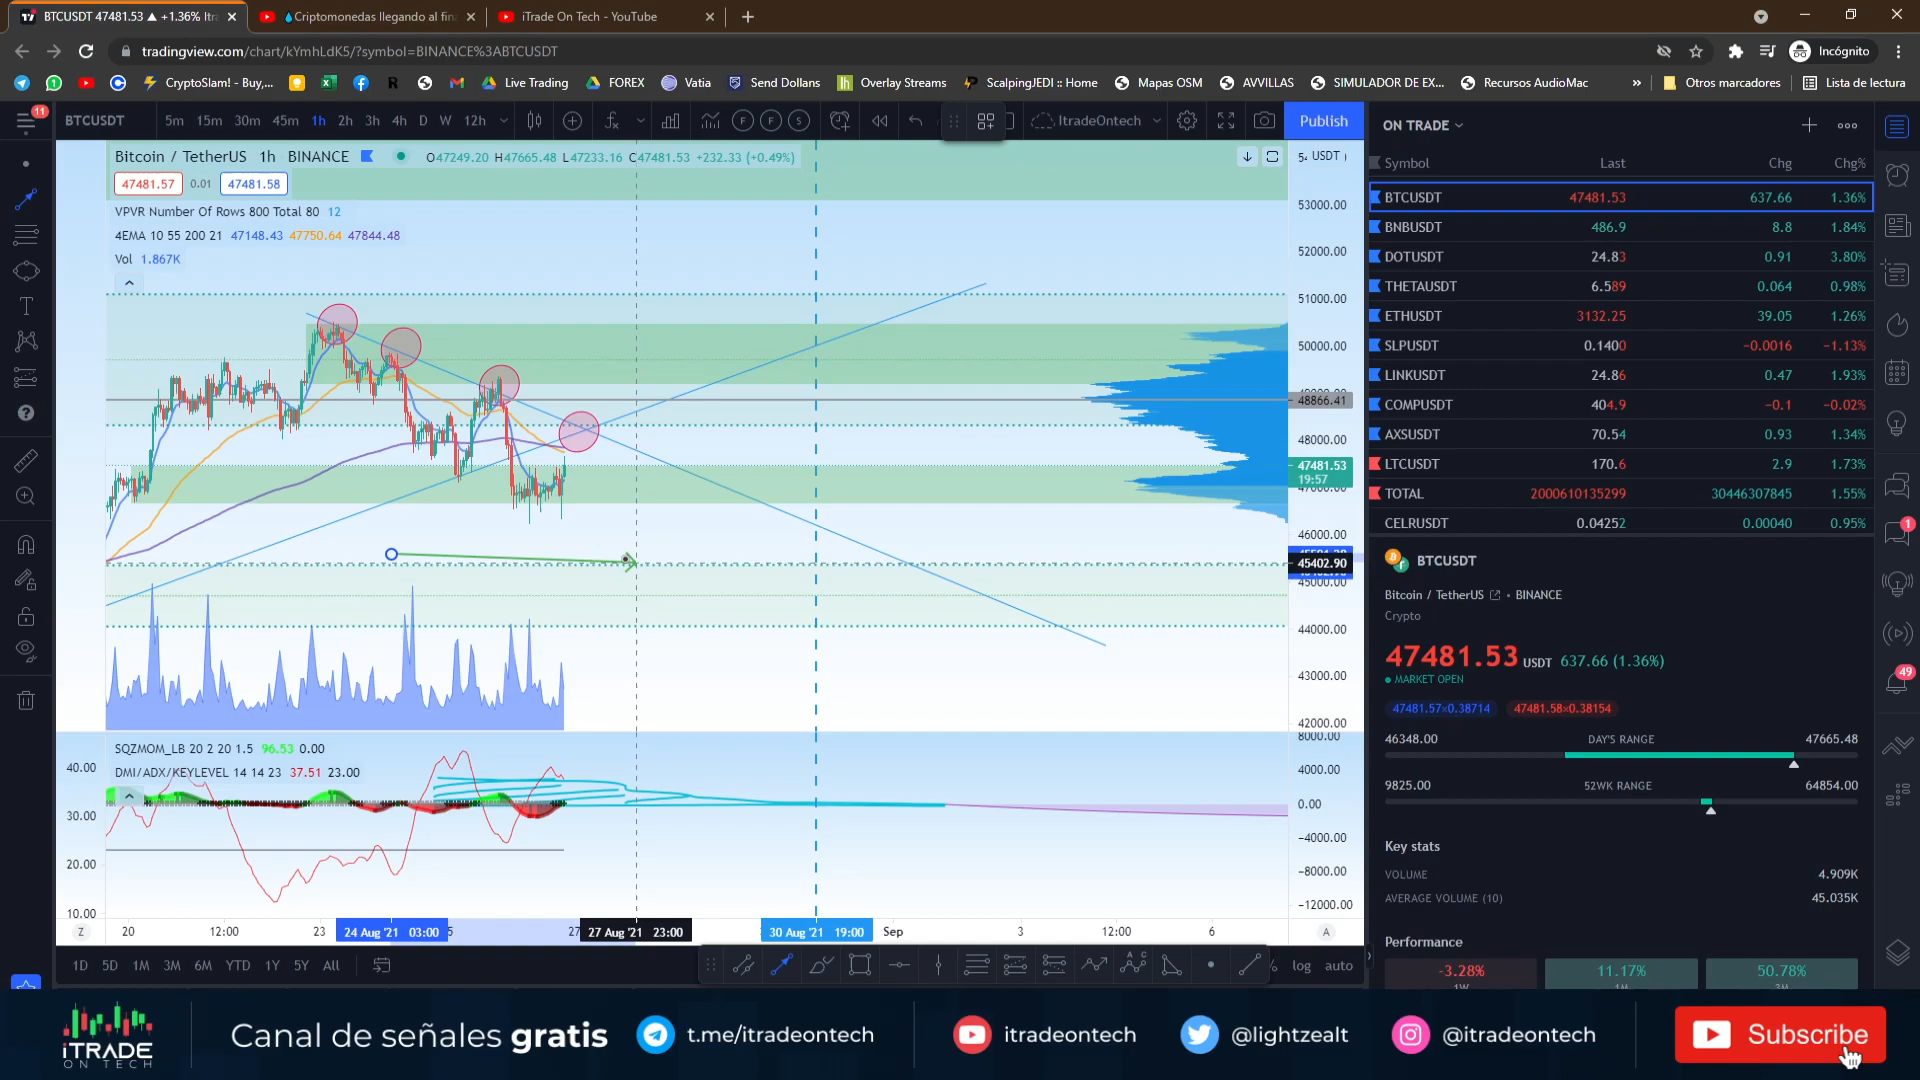 BTCUSDT 47481.53 ▲ +1.36% Itra
Criptomonedas llegando al fin
iTrade On Tech - YouTube
tradingview.com/chart/kYmhLdK5/?symbol=BINANCE%3ABTCUSDT
Incógnito
CryptoSlam! - Buy,...
Live Trading
FOREX
Vatia
Send Dollans
Overlay Streams
ScalpingJEDI :: Home
Mapas OSM
AVVILLAS
SIMULADOR DE EX...
Recursos AudioMac
»
Otros marcadores
Lista de lectura
11
BTCUSDT
5m 15m 30m 45m 1h 2h 3h 4h D W 12h
F F S
ItradeOntech
Publish
ON TRADE
Bitcoin / TetherUS 1h BINANCE
O47249.20 H47665.48 L47233.16 C47481.53 +232.33 (+0.49%)
47481.57 0.01 47481.58
VPVR Number Of Rows 800 Total 80 12
4EMA 10 55 200 21 47148.43 47750.64 47844.48
Vol 1.867K
USDT
53000.00
52000.00
51000.00
50000.00
48866.41
48000.00
47481.53
19:57
47000.00
46000.00
45402.90
45000.00
44000.00
43000.00
42000.00
SQZMOM_LB 20 2 20 1.5 96.53 0.00
DMI/ADX/KEYLEVEL 14 14 23 37.51 23.00
40.00
30.00
20.00
10.00
8000.00
4000.00
0.00
-4000.00
-8000.00
-12000.00
Z 20 12:00 23 24 Aug '21 03:00 5 27 27 Aug '21 23:00 30 Aug '21 19:00 Sep 3 12:00 6 A
1D 5D 1M 3M 6M YTD 1Y 5Y All
% log auto
Symbol Last Chg Chg%
BTCUSDT 47481.53 637.66 1.36%
BNBUSDT 486.9 8.8 1.84%
DOTUSDT 24.83 0.91 3.80%
THETAUSDT 6.589 0.064 0.98%
ETHUSDT 3132.25 39.05 1.26%
SLPUSDT 0.1400 -0.0016 -1.13%
LINKUSDT 24.86 0.47 1.93%
COMPUSDT 404.9 -0.1 -0.02%
AXSUSDT 70.54 0.93 1.34%
LTCUSDT 170.6 2.9 1.73%
TOTAL 2000610135299 30446307845 1.55%
CELRUSDT 0.04252 0.00040 0.95%
BTCUSDT
Bitcoin / TetherUS • BINANCE
Crypto
47481.53 USDT 637.66 (1.36%)
MARKET OPEN
47481.57×0.38714 47481.58×0.38154
46348.00 DAY'S RANGE 47665.48
9825.00 52WK RANGE 64854.00
Key stats
VOLUME 4.909K
AVERAGE VOLUME (10) 45.035K
Performance
-3.28% 11.17% 50.78%
1W
1M
1
49
iTRADE
ON TECH
Canal de señales gratis
t.me/itradeontech
itradeontech
@lightzealt
@itradeontech
Subscribe